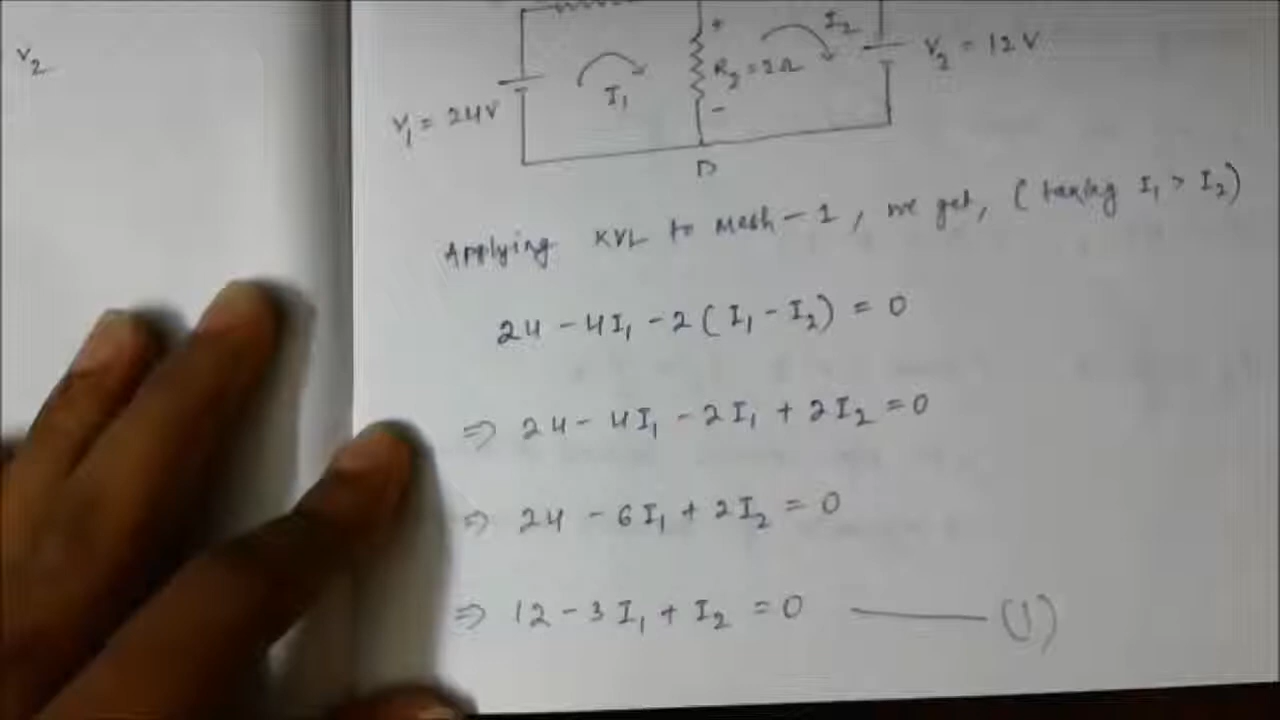 V₂
I₂
V₂ = 12V
+
R₂ = 2Ω
I₁
-
V₁ = 24V
D
Applying KVL to Mesh - 1, we get, (taking I₁ > I₂)
24 - 4I₁ - 2(I₁ - I₂) = 0
⇒ 24 - 4I₁ - 2I₁ + 2I₂ = 0
⇒ 24 - 6I₁ + 2I₂ = 0
⇒ 12 - 3I₁ + I₂ = 0 —— (1)